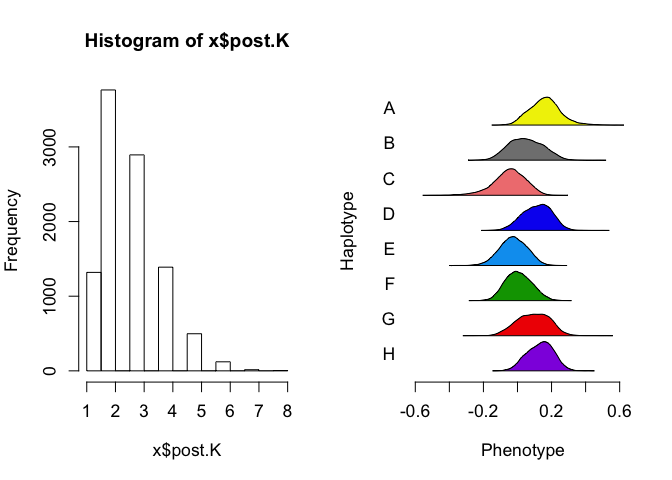 Histogram of x$post.K
Frequency
0
1000
2000
3000
1 2 3 4 5 6 7 8
x$post.K
Haplotype
A
B
C
D
E
F
G
H
-0.6 -0.2 0.2 0.6
Phenotype